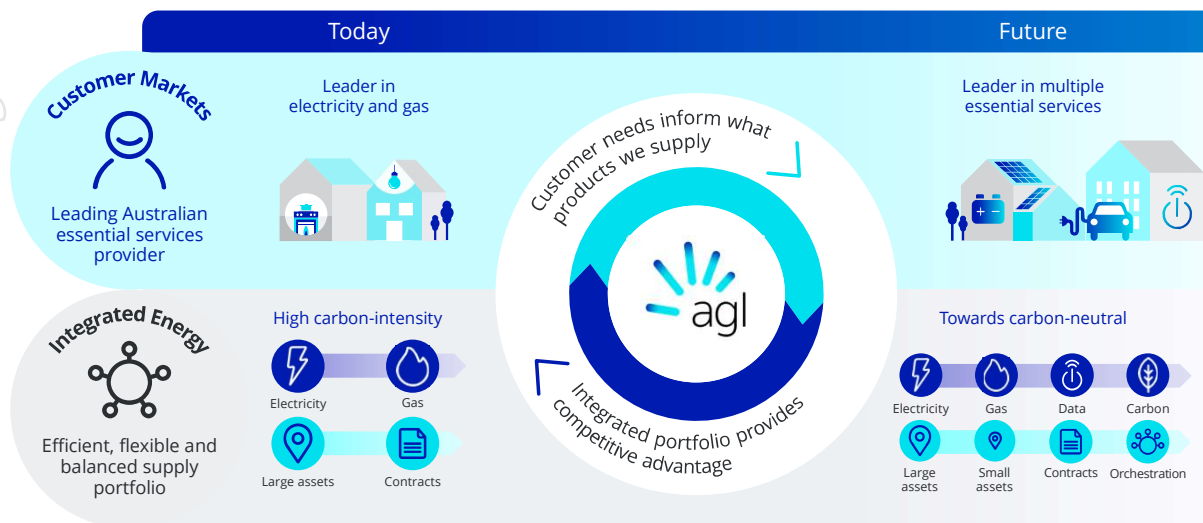 Today
Future
Customer Markets
Leading Australian
essential services
provider
Leader in
electricity and gas
Customer needs inform what
products we supply
Leader in multiple
essential services
agl
Integrated Energy
Efficient, flexible and
balanced supply
portfolio
High carbon-intensity
Electricity
Gas
Large assets
Contracts
Integrated portfolio provides
competitive advantage
Towards carbon-neutral
Electricity
Gas
Data
Carbon
Large
assets
Small
assets
Contracts
Orchestration